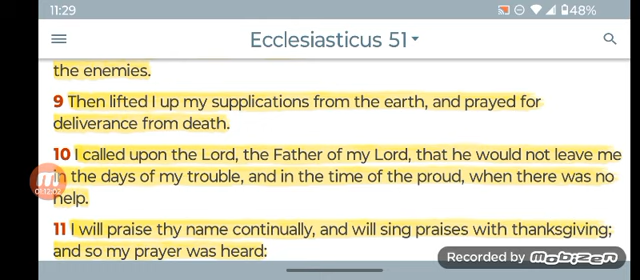 11:29
48%
Ecclesiasticus 51
the enemies.
9 Then lifted I up my supplications from the earth, and prayed for
deliverance from death.
10 I called upon the Lord, the Father of my Lord, that he would not leave me
in the days of my trouble, and in the time of the proud, when there was no
help.
11 I will praise thy name continually, and will sing praises with thanksgiving;
and so my prayer was heard:
Recorded by mobizen